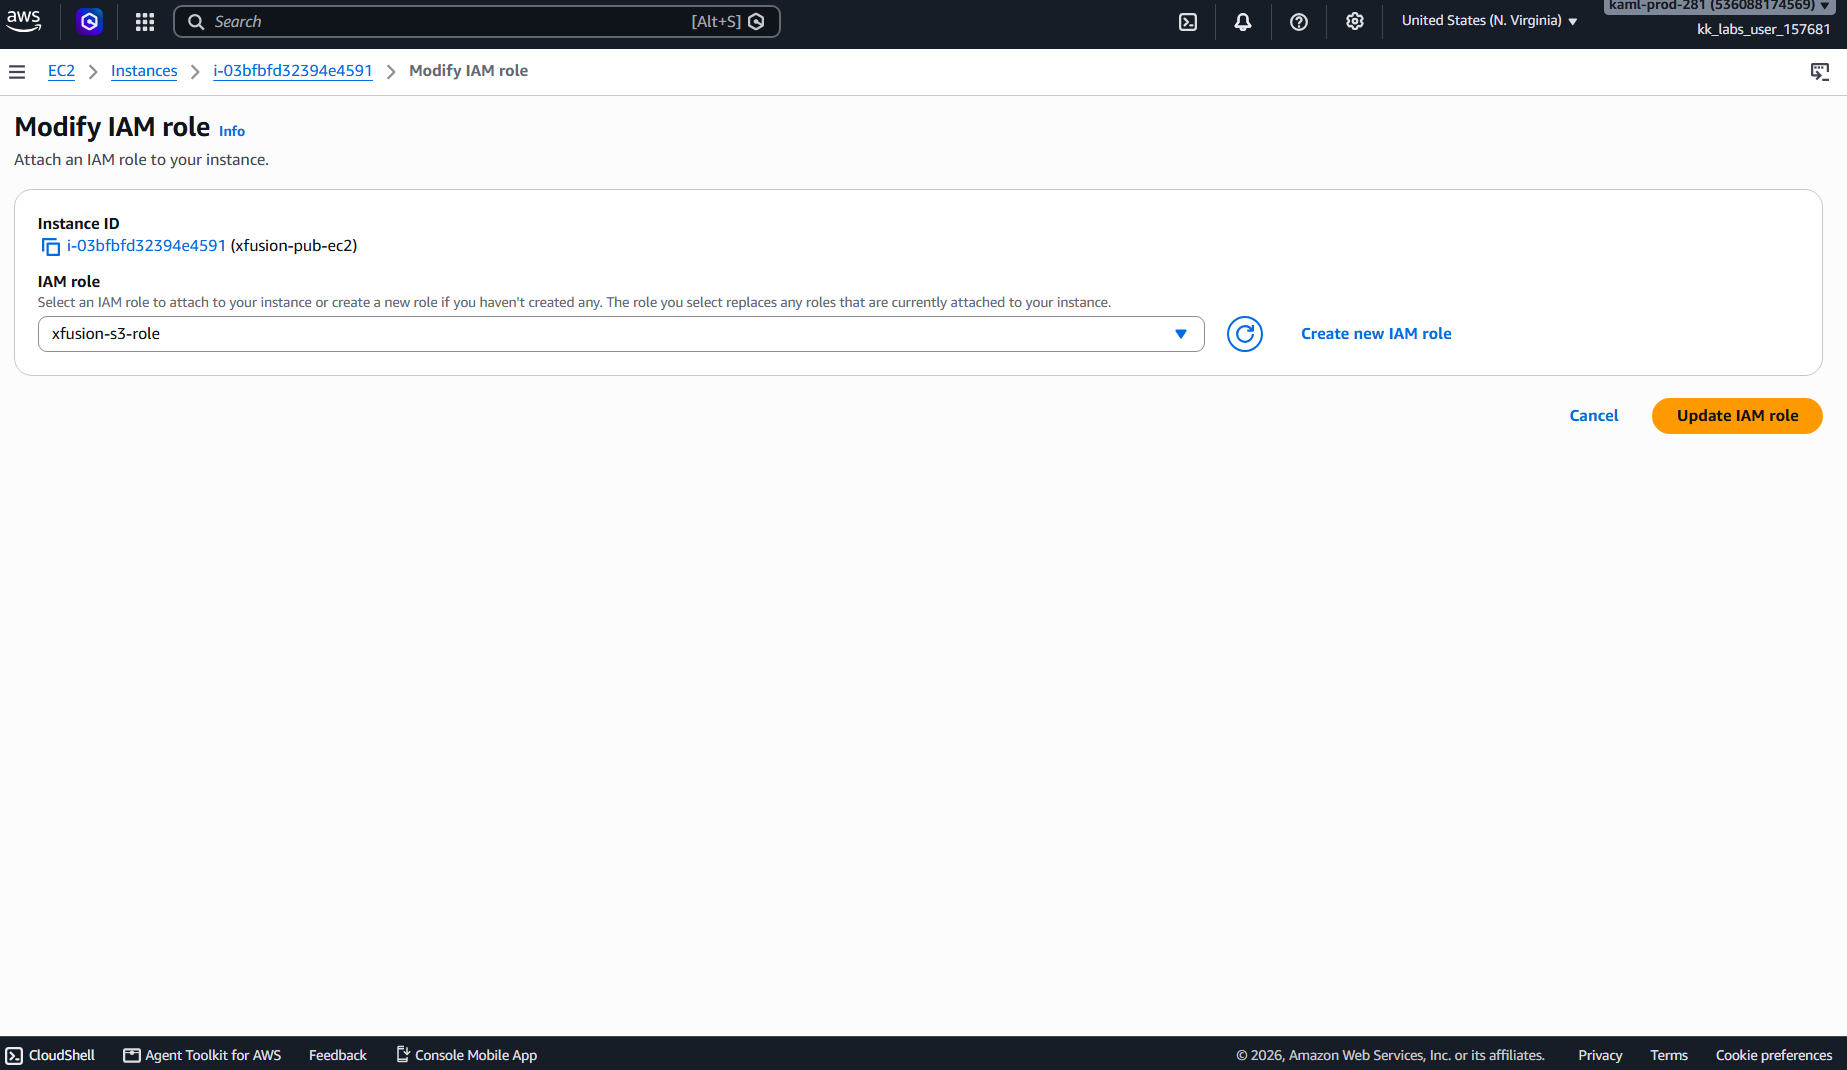 aws
Search [Alt+S]
United States (N. Virginia)
kaml-prod-281 (536088174569)
kk_labs_user_157681
EC2 Instances i-03bfbfd32394e4591 Modify IAM role
Modify IAM role Info
Attach an IAM role to your instance.
Instance ID
i-03bfbfd32394e4591 (xfusion-pub-ec2)
IAM role
Select an IAM role to attach to your instance or create a new role if you haven't created any. The role you select replaces any roles that are currently attached to your instance.
xfusion-s3-role
Create new IAM role
Cancel Update IAM role
CloudShell Agent Toolkit for AWS Feedback Console Mobile App © 2026, Amazon Web Services, Inc. or its affiliates. Privacy Terms Cookie preferences